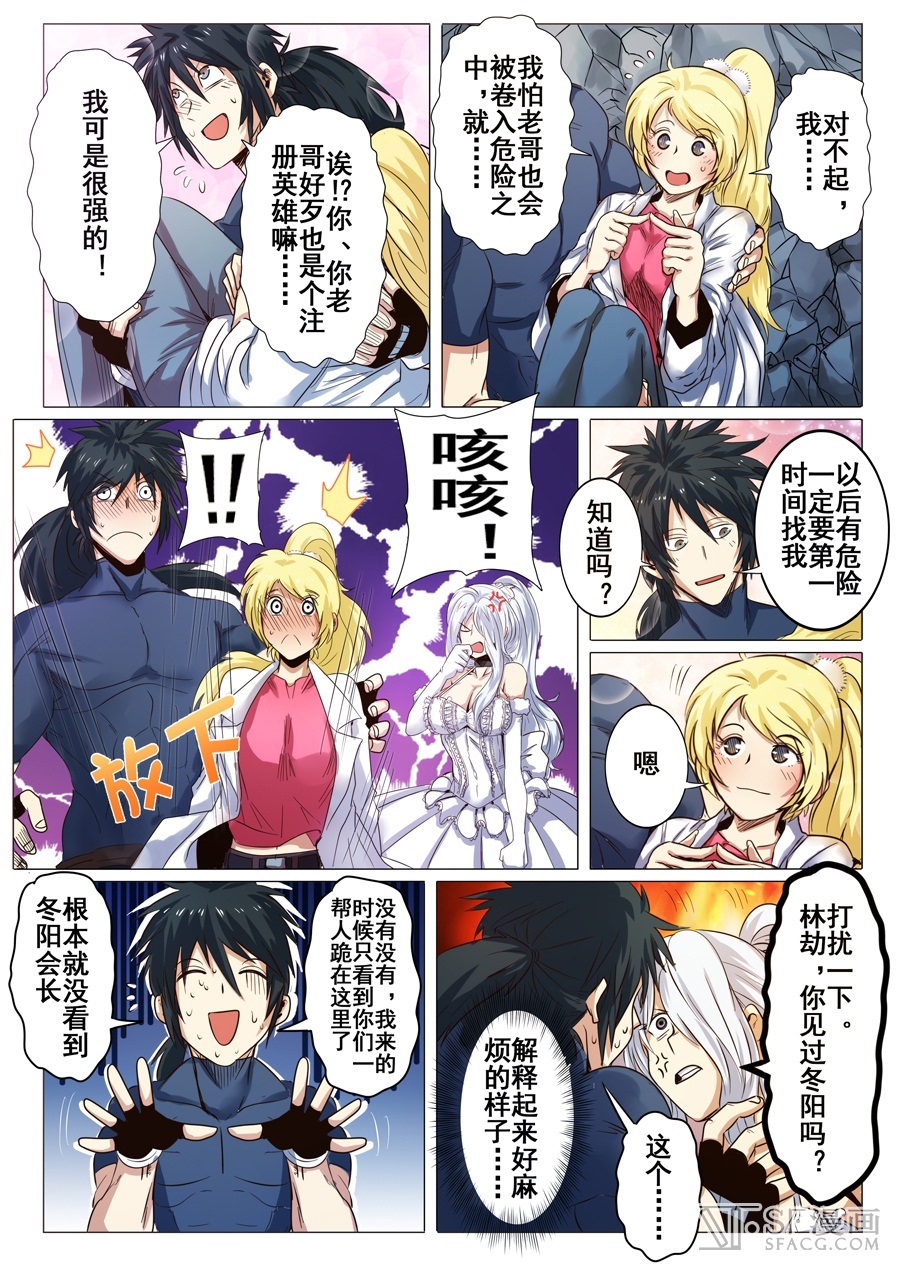 对不起，
我……
我怕老哥也会
被卷入危险之
中，就……
诶!?你、你老
哥好歹也是个注
册英雄嘛……
我可是很强的！
以后有危险
一定要第一
时间找我
知道吗？
嗯
咳
咳！
!!
放下
打扰一下。
林劫，你见过冬阳吗？
这个……
解释起来好麻
烦的样子……
没有没有，我来的
时候只看到你们一
帮人跪在这里了
根本就没看到
冬阳会长
SF漫画
SFACG.COM